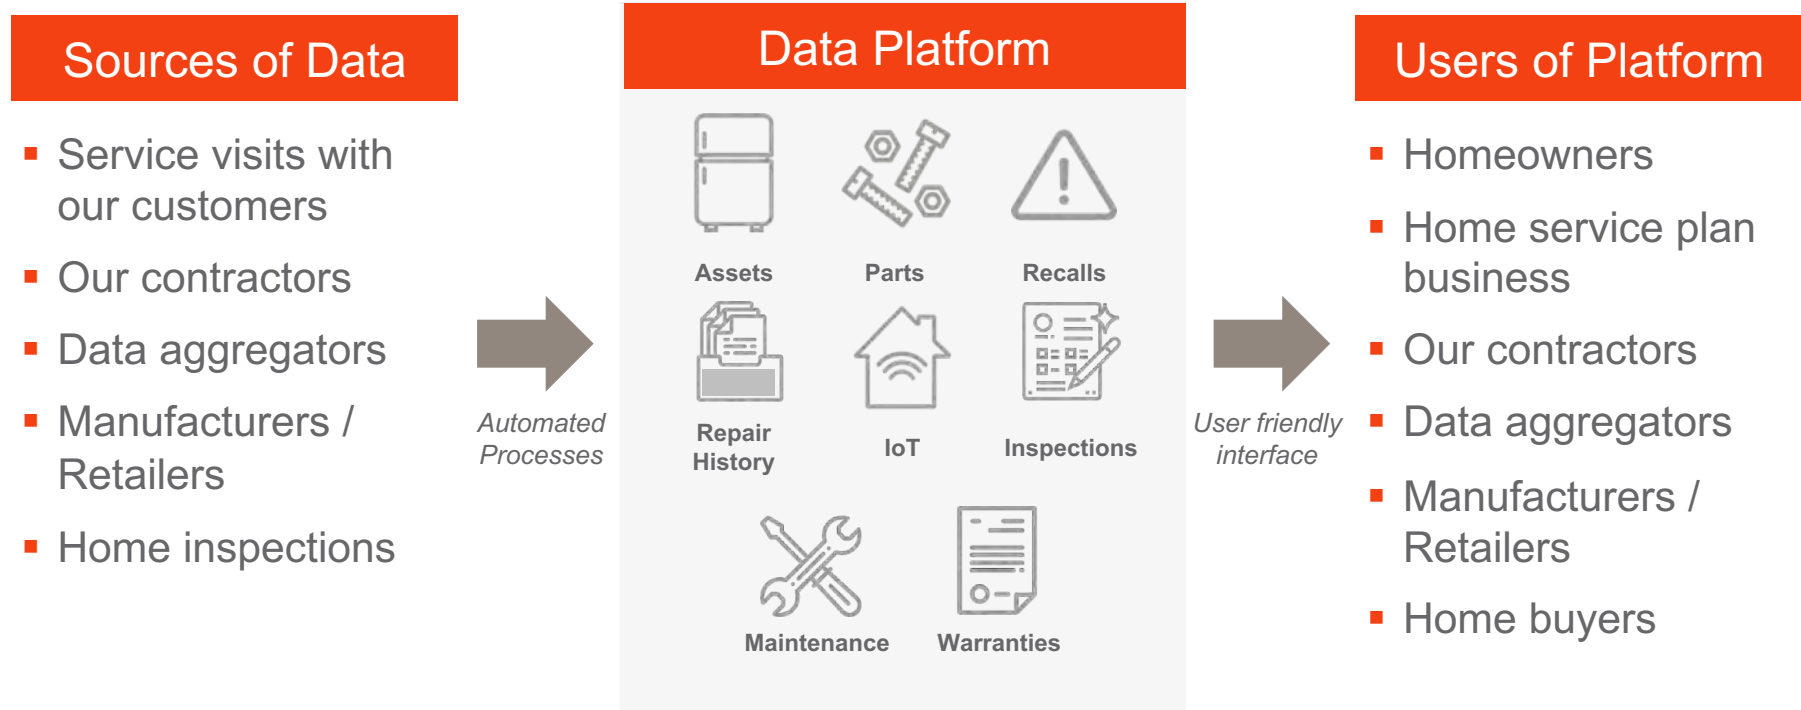 Sources of Data
Service visits with
our customers
Our contractors
Data aggregators
Manufacturers /
Retailers
Home inspections
Automated
Processes
Data Platform
Assets
Parts
Recalls
Repair
History
IoT
Inspections
Maintenance
Warranties
User friendly
interface
Users of Platform
Homeowners
Home service plan
business
Our contractors
Data aggregators
Manufacturers /
Retailers
Home buyers